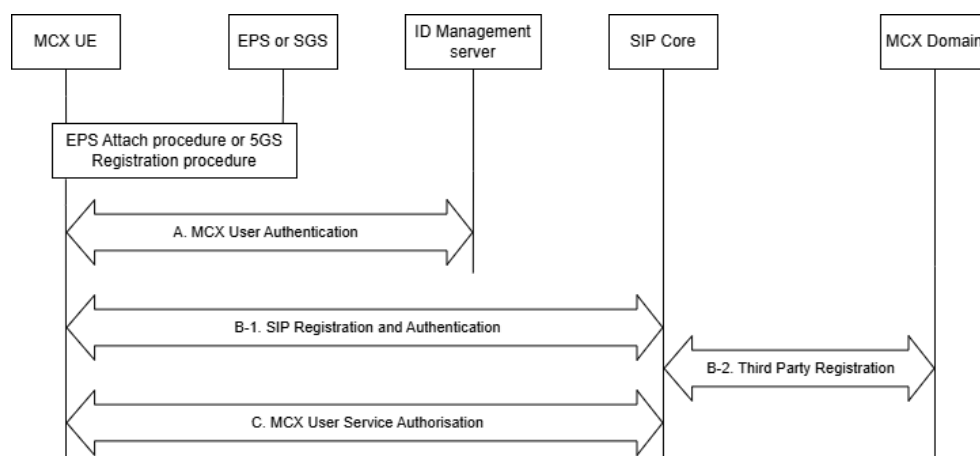 MCX UE
EPS or SGS
ID Management
server
SIP Core
MCX Domain
EPS Attach procedure or 5GS
Registration procedure
A. MCX User Authentication
B-1. SIP Registration and Authentication
B-2. Third Party Registration
C. MCX User Service Authorisation